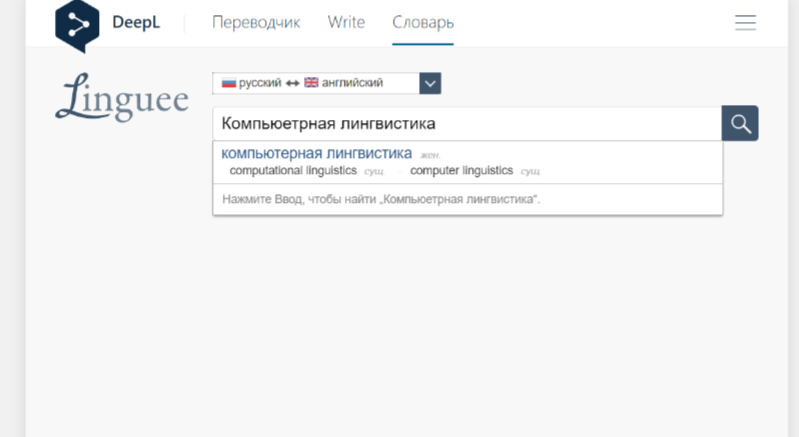 DeepL Переводчик Write Словарь
Linguee
русский ↔ английский
Компьюетрная лингвистика
компьютерная лингвистика жен.
computational linguistics сущ. · computer linguistics сущ.
Нажмите Ввод, чтобы найти „Компьюетрная лингвистика“.